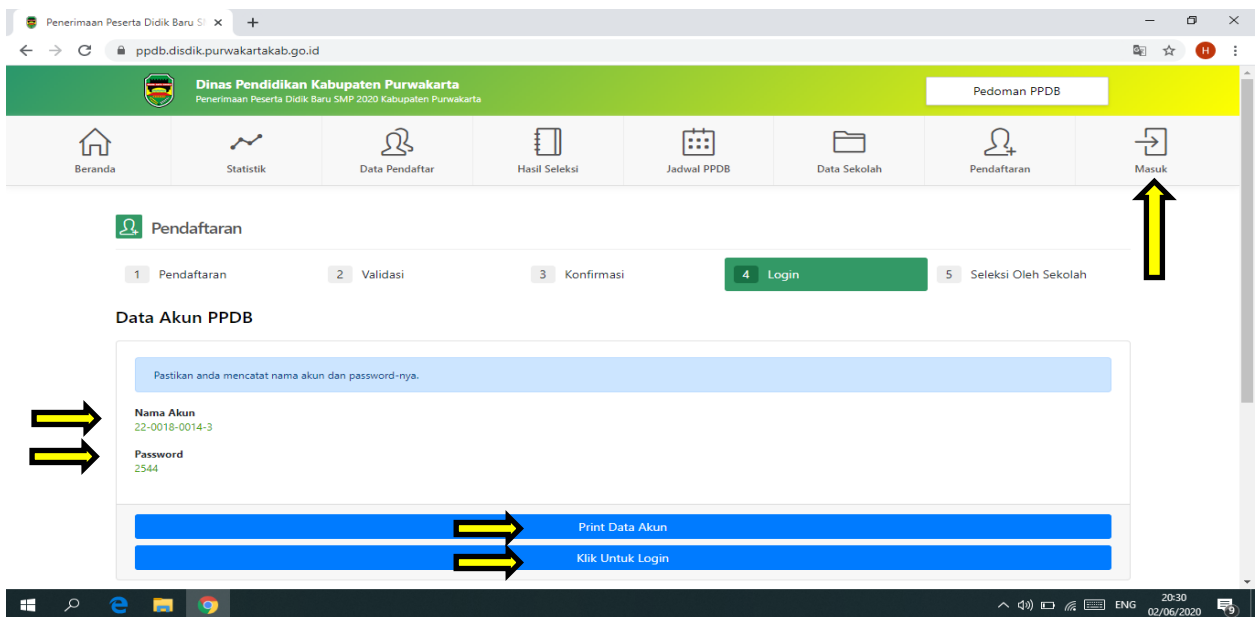 Penerimaan Peserta Didik Baru S
ppdb.disdik.purwakartakab.go.id
H
Dinas Pendidikan Kabupaten Purwakarta
Penerimaan Peserta Didik Baru SMP 2020 Kabupaten Purwakarta
Pedoman PPDB
Beranda
Statistik
Data Pendaftar
Hasil Seleksi
Jadwal PPDB
Data Sekolah
Pendaftaran
Masuk
Pendaftaran
1 Pendaftaran
2 Validasi
3 Konfirmasi
4 Login
5 Seleksi Oleh Sekolah
Data Akun PPDB
Pastikan anda mencatat nama akun dan password-nya.
Nama Akun
22-0018-0014-3
Password
2544
Print Data Akun
Klik Untuk Login
ENG
20:30
02/06/2020
9